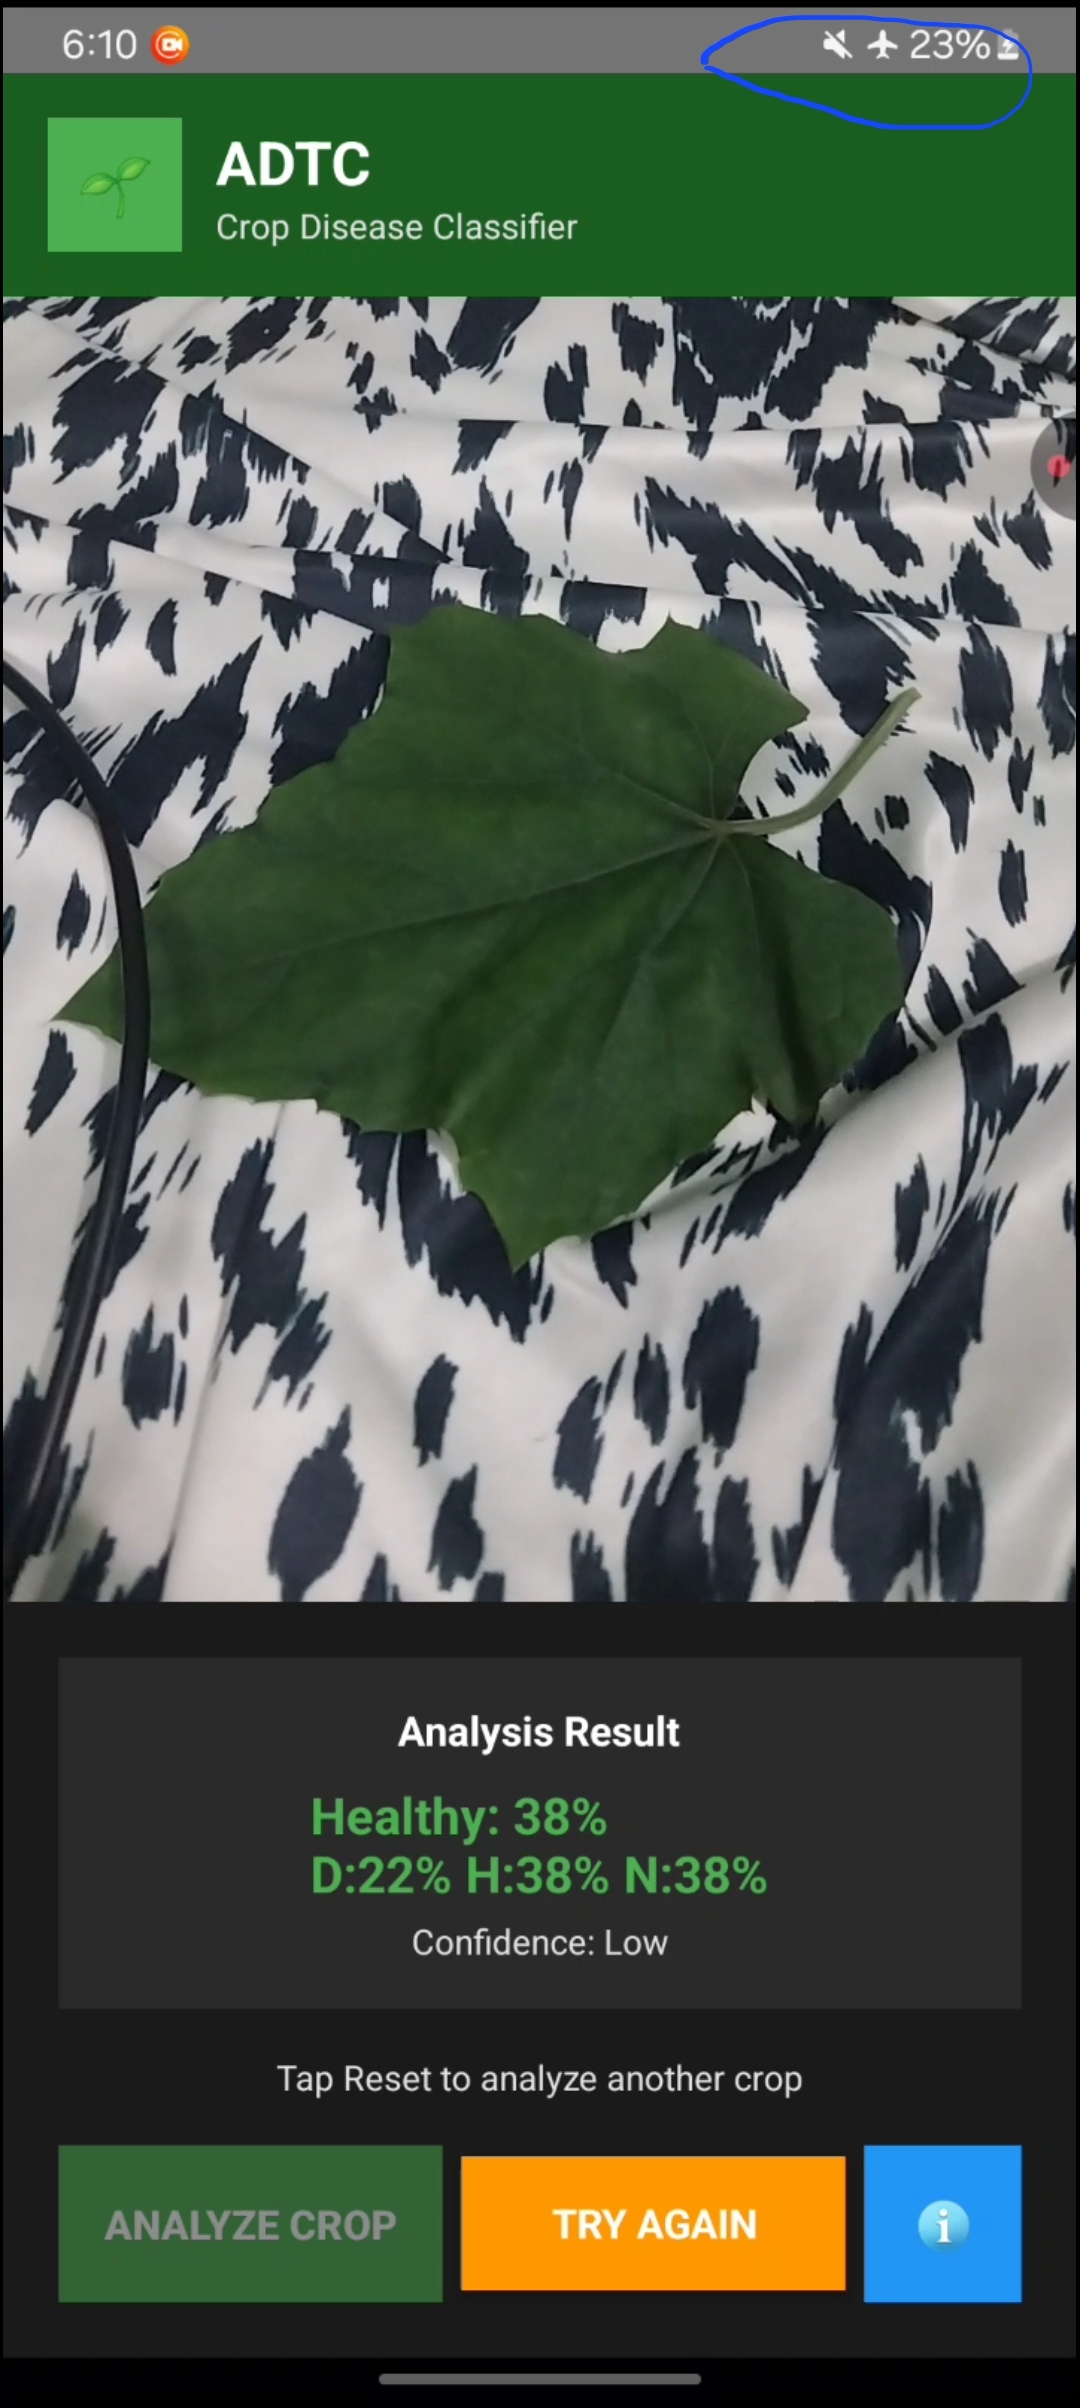 6:10
23%
ADTC
Crop Disease Classifier
Analysis Result
Healthy: 38%
D:22% H:38% N:38%
Confidence: Low
Tap Reset to analyze another crop
ANALYZE CROP
TRY AGAIN
i